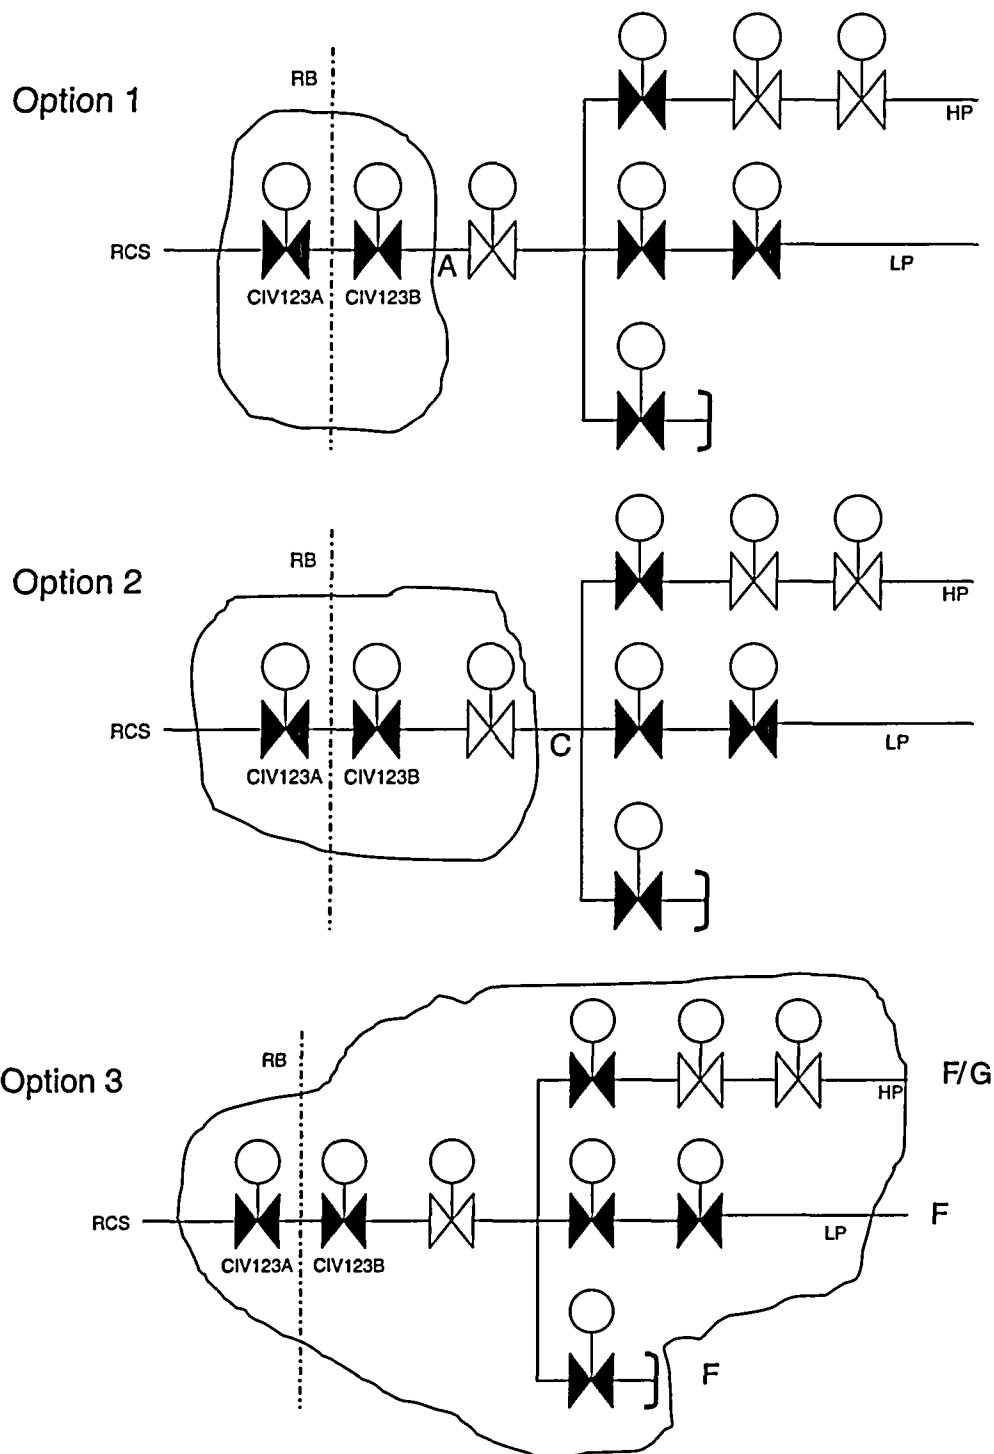 Option 1
RB
HP
RCS
A
LP
CIV123A CIV123B
Option 2
RB
HP
RCS
C
LP
CIV123A CIV123B
Option 3
RB
HP
F/G
RCS
LP
F
CIV123A CIV123B
F